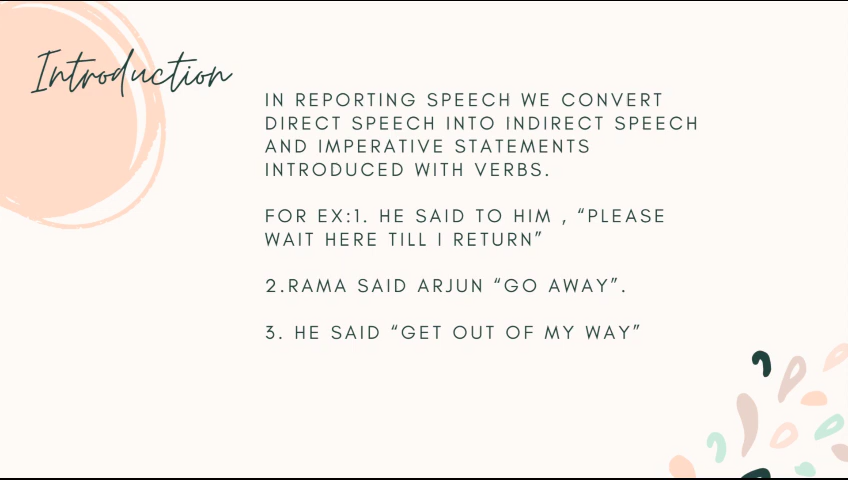 Introduction
IN REPORTING SPEECH WE CONVERT
DIRECT SPEECH INTO INDIRECT SPEECH
AND IMPERATIVE STATEMENTS
INTRODUCED WITH VERBS.
FOR EX:1. HE SAID TO HIM , “PLEASE
WAIT HERE TILL I RETURN”
2.RAMA SAID ARJUN “GO AWAY”.
3. HE SAID “GET OUT OF MY WAY”